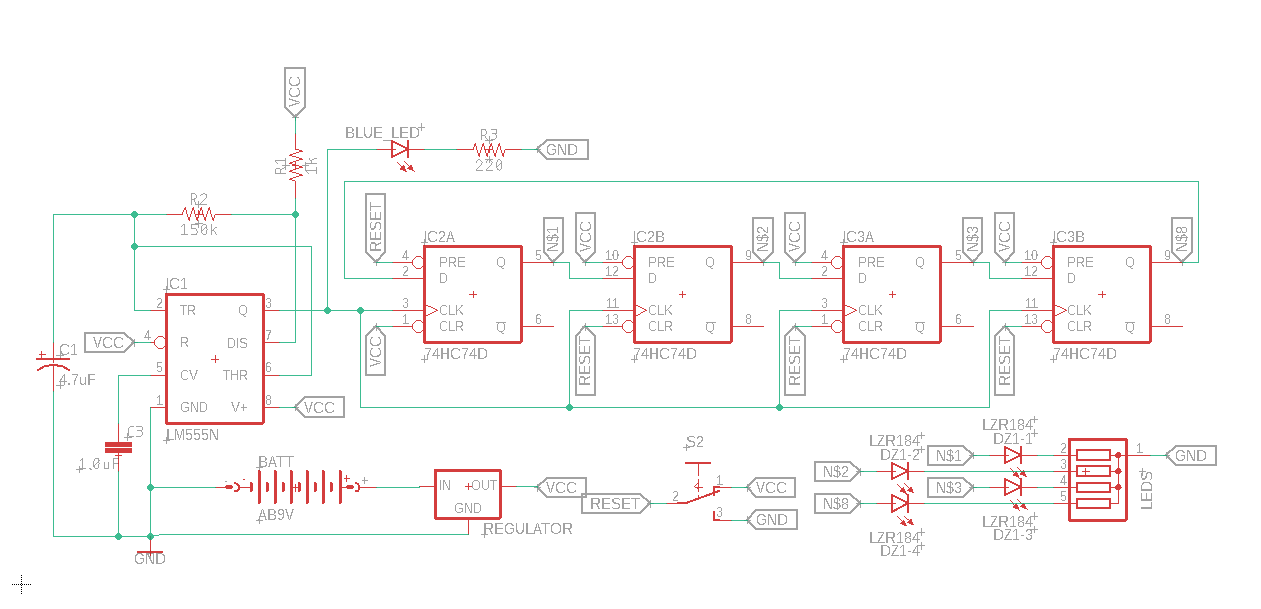 VCC
BLUE_LED
R3
220
GND
R1
1k
R2
150k
RESET
N$1
VCC
N$2
VCC
N$3
VCC
N$8
IC2A
IC2B
IC3A
IC3B
4 PRE Q 5
2 D
3 CLK
1 CLR Q 6
74HC74D
10 PRE Q 9
12 D
11 CLK
13 CLR Q 8
74HC74D
4 PRE Q 5
2 D
3 CLK
1 CLR Q 6
74HC74D
10 PRE Q 9
12 D
11 CLK
13 CLR Q 8
74HC74D
VCC
RESET
RESET
RESET
IC1
2 TR Q 3
VCC
4 R DIS 7
5 CV THR 6
1 GND V+ 8
VCC
LM555N
C1
4.7uF
C3
1.0uF
GND
BATT
- +
AB9V
IN OUT
GND
REGULATOR
VCC
RESET
S2
2
1
3
VCC
GND
LZR184
DZ1-2
LZR184
DZ1-1
N$2
N$1
N$8
N$3
LZR184
DZ1-4
LZR184
DZ1-3
2
3
4
5
1
GND
LEDS